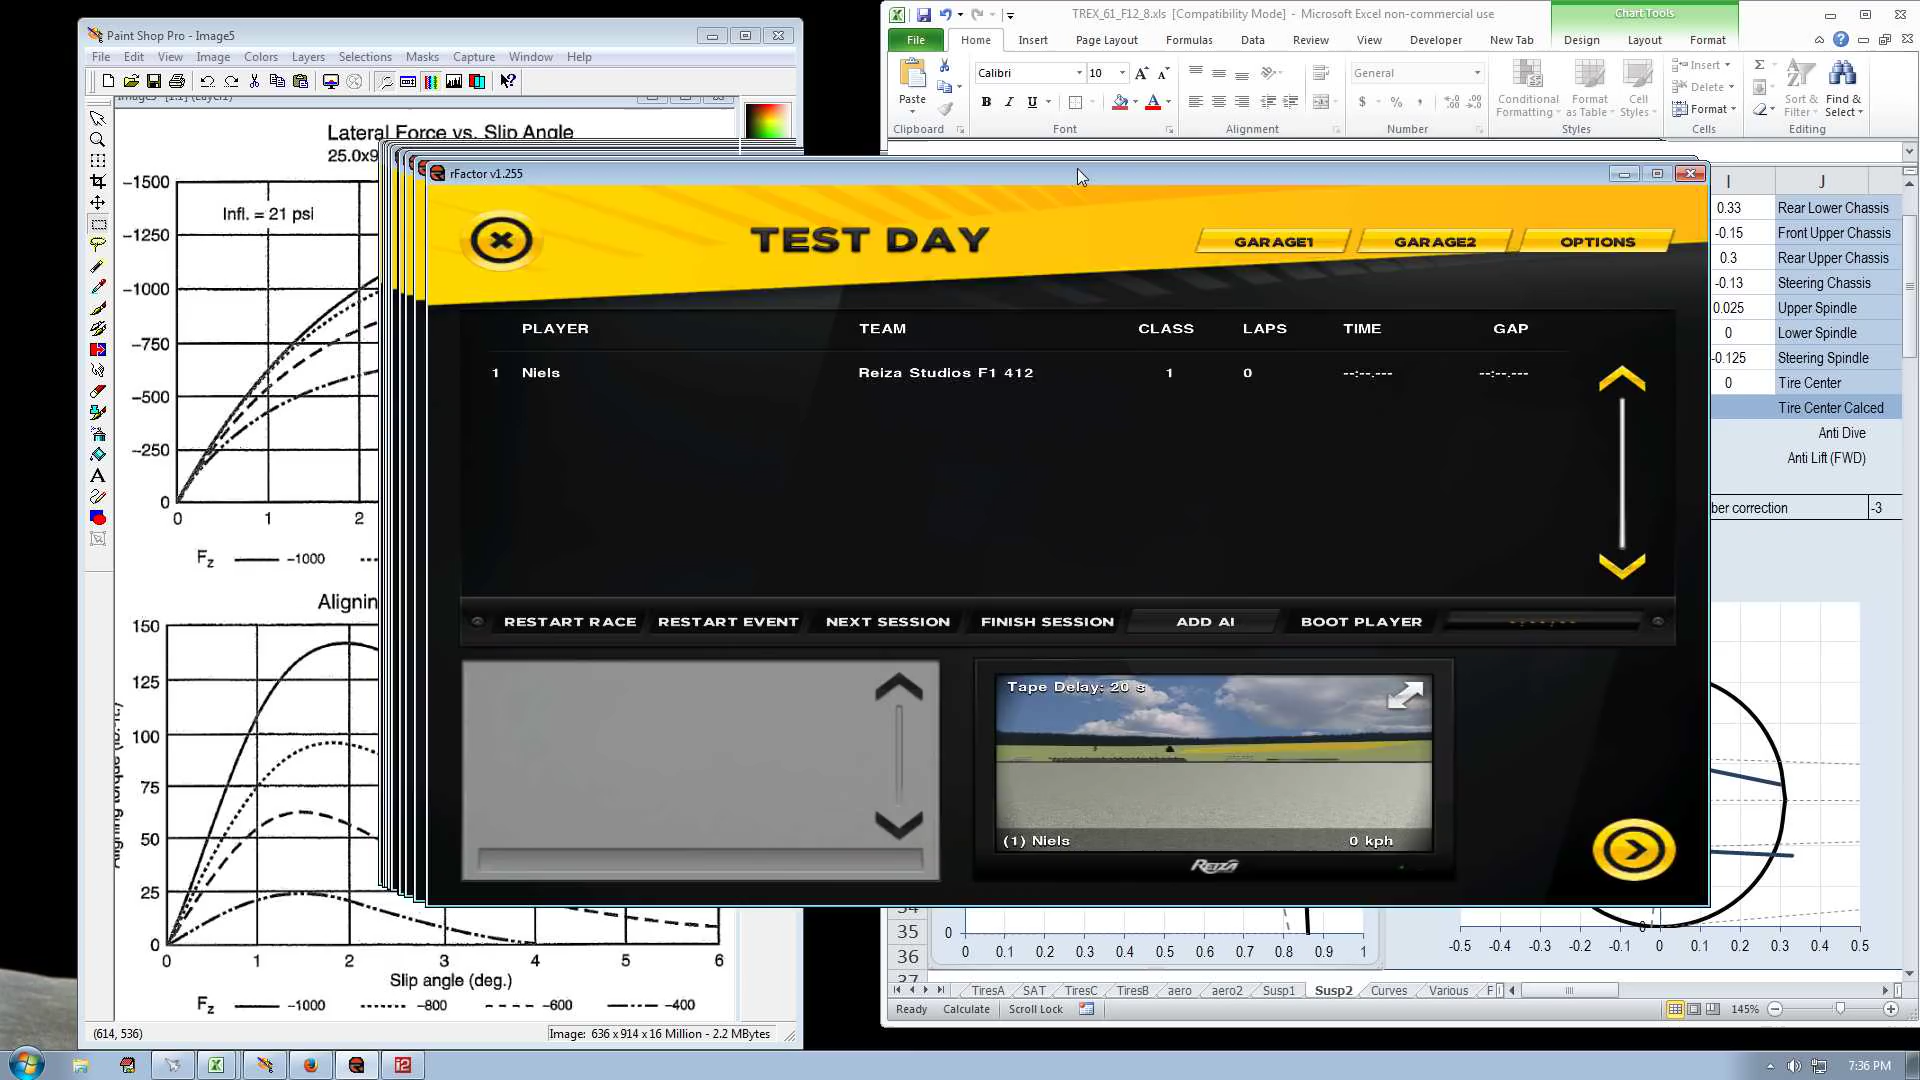 Paint Shop Pro - Image5
File Edit View Image Colors Layers Selections Masks Capture Window Help
Lateral Force vs. Slip Angle
25.0x9
−1500
Infl. = 21 psi
−1250
−1000
−750
−500
−250
0
0 1 2
Fz −1000
Alignin
150
125
100
75
50
25
0
0 1 2 3 4 5 6
Slip angle (deg.)
Fz −1000 −800 −600 −400
(614, 536) Image: 636 x 914 x 16 Million - 2.2 MBytes
TREX_61_F12_8.xls [Compatibility Mode] - Microsoft Excel non-commercial use
Chart Tools
File Home Insert Page Layout Formulas Data Review View Developer New Tab Design Layout Format
Paste
Calibri 10
General
Conditional Formatting
Format as Table
Cell Styles
Insert
Delete
Format
Sort & Filter
Find & Select
Clipboard Font Alignment Number Styles Cells Editing
rFactor v1.255
TEST DAY
GARAGE1 GARAGE2 OPTIONS
PLAYER TEAM CLASS LAPS TIME GAP
1 Niels Reiza Studios F1 412 1 0 --:--.--- --:--.---
RESTART RACE RESTART EVENT NEXT SESSION FINISH SESSION ADD AI BOOT PLAYER
Tape Delay: 20 s
(1) Niels 0 kph
REIZA
I J
0.33 Rear Lower Chassis
-0.15 Front Upper Chassis
0.3 Rear Upper Chassis
-0.13 Steering Chassis
0.025 Upper Spindle
0 Lower Spindle
-0.125 Steering Spindle
0 Tire Center
Tire Center Calced
Anti Dive
Anti Lift (FWD)
ber correction -3
34
35
36
37
0
0 0.1 0.2 0.3 0.4 0.5 0.6 0.7 0.8 0.9 1
0
-0.5 -0.4 -0.3 -0.2 -0.1 0 0.1 0.2 0.3 0.4 0.5
TiresA SAT TiresC TiresB aero aero2 Susp1 Susp2 Curves Various F
Ready Calculate Scroll Lock 145%
7:36 PM